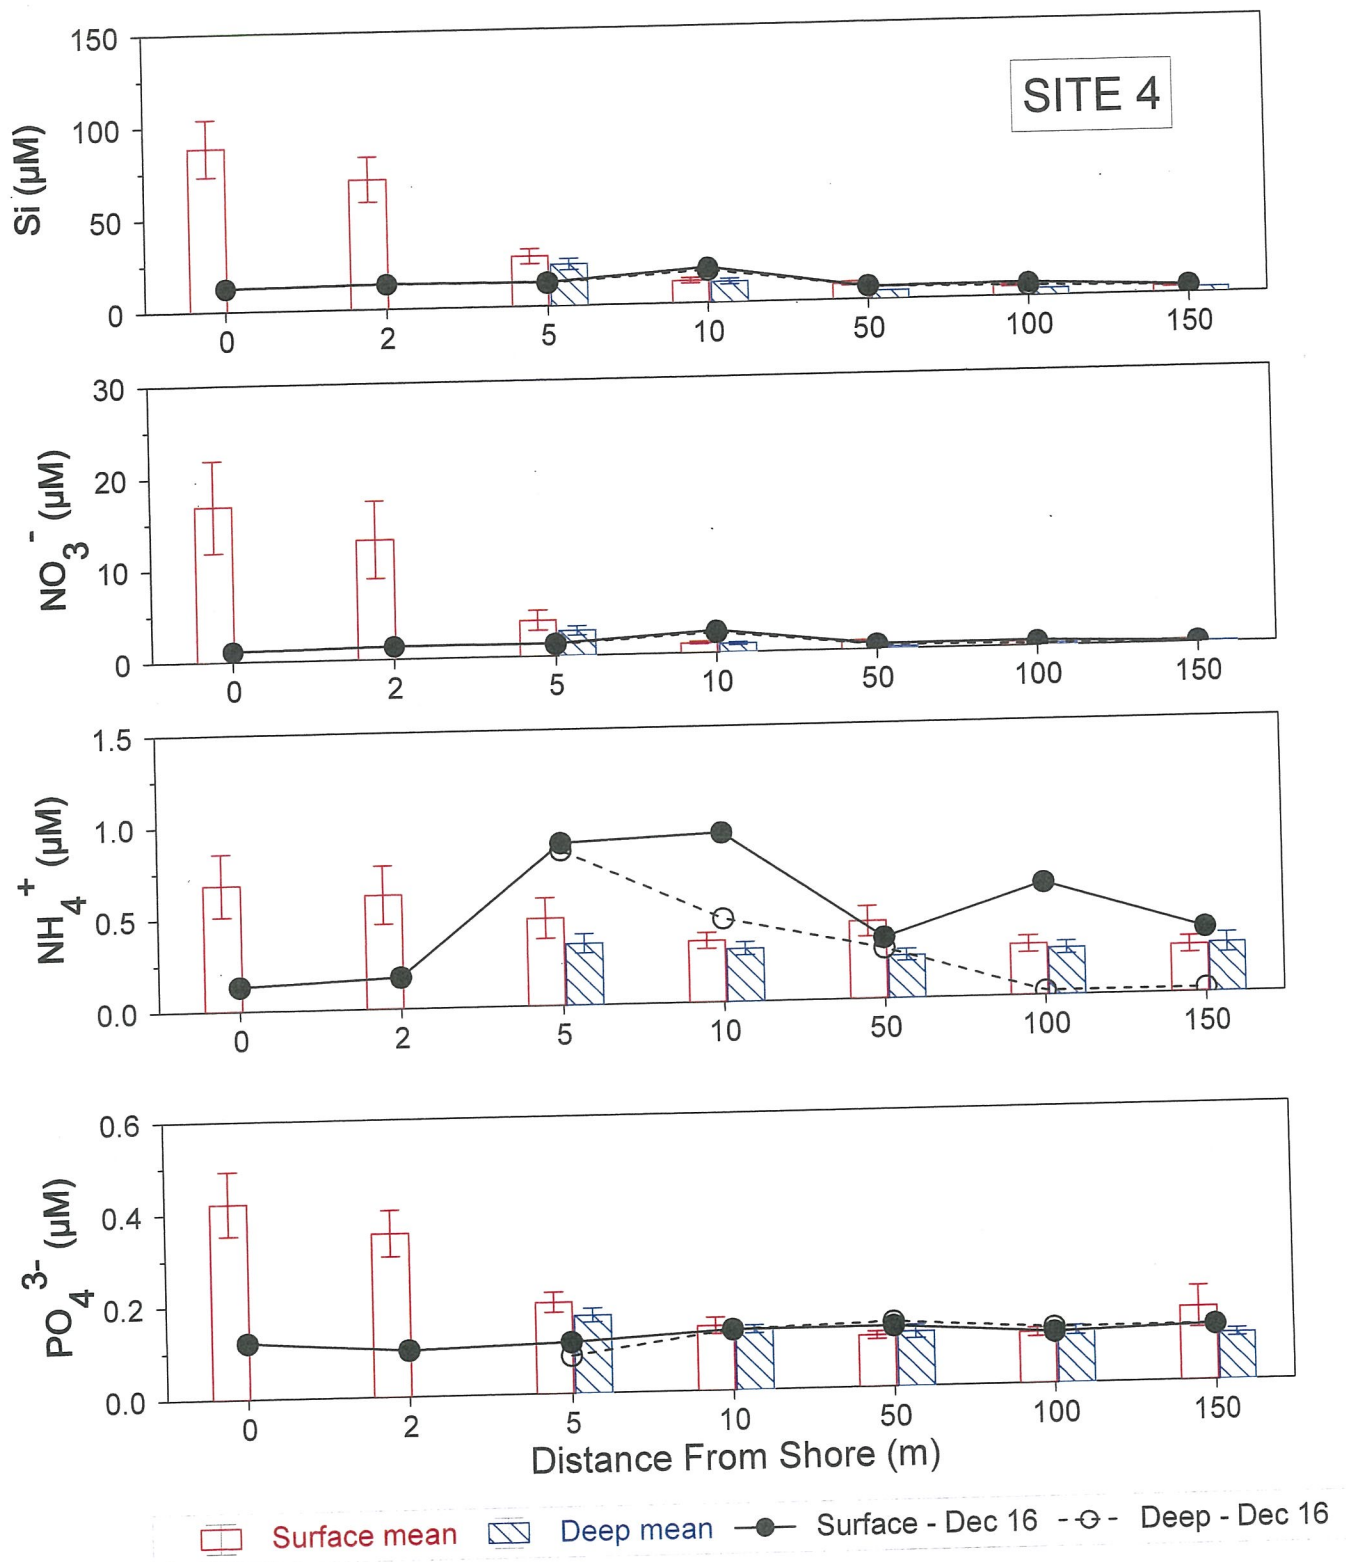 SITE 4
Si (µM)
150
100
50
0
0 2 5 10 50 100 150
NO3- (µM)
30
20
10
0
0 2 5 10 50 100 150
NH4+ (µM)
1.5
1.0
0.5
0.0
0 2 5 10 50 100 150
PO43- (µM)
0.6
0.4
0.2
0.0
0 2 5 10 50 100 150
Distance From Shore (m)
Surface mean Deep mean Surface - Dec 16 Deep - Dec 16